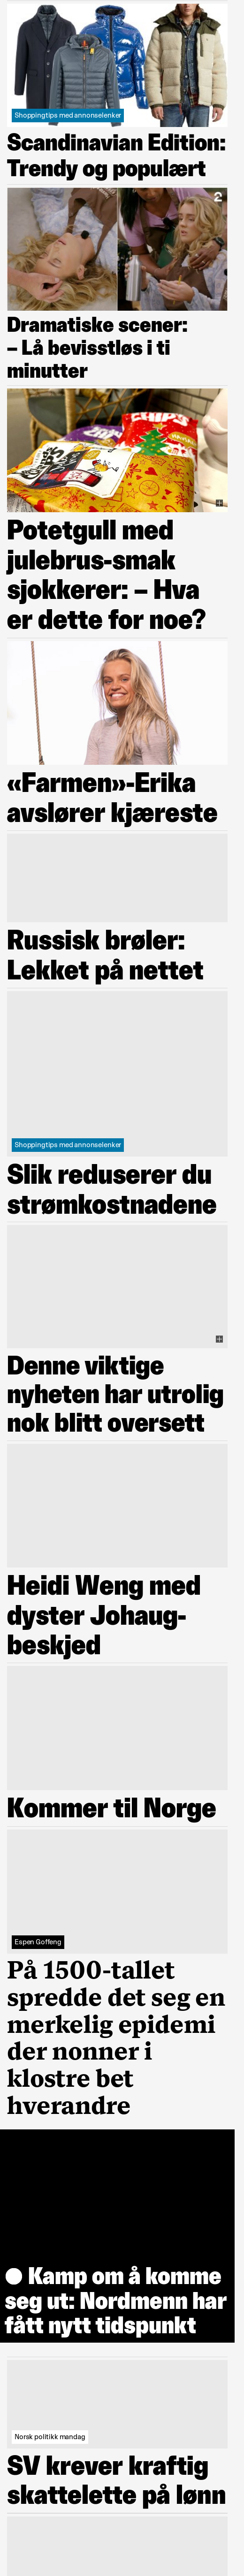 Shoppingtips med annonselenker
Scandinavian Edition:
Trendy og populært
2
Dramatiske scener:
– Lå bevisstløs i ti
minutter
CHIPS
Potetgull med
julebrus-smak
sjokkerer: – Hva
er dette for noe?
«Farmen»-Erika
avslører kjæreste
Russisk brøler:
Lekket på nettet
Shoppingtips med annonselenker
Slik reduserer du
strømkostnadene
Denne viktige
nyheten har utrolig
nok blitt oversett
Heidi Weng med
dyster Johaug-
beskjed
Kommer til Norge
Espen Goffeng
På 1500-tallet
spredde det seg en
merkelig epidemi
der nonner i
klostre bet
hverandre
● Kamp om å komme
seg ut: Nordmenn har
fått nytt tidspunkt
Norsk politikk mandag
SV krever kraftig
skattelette på lønn